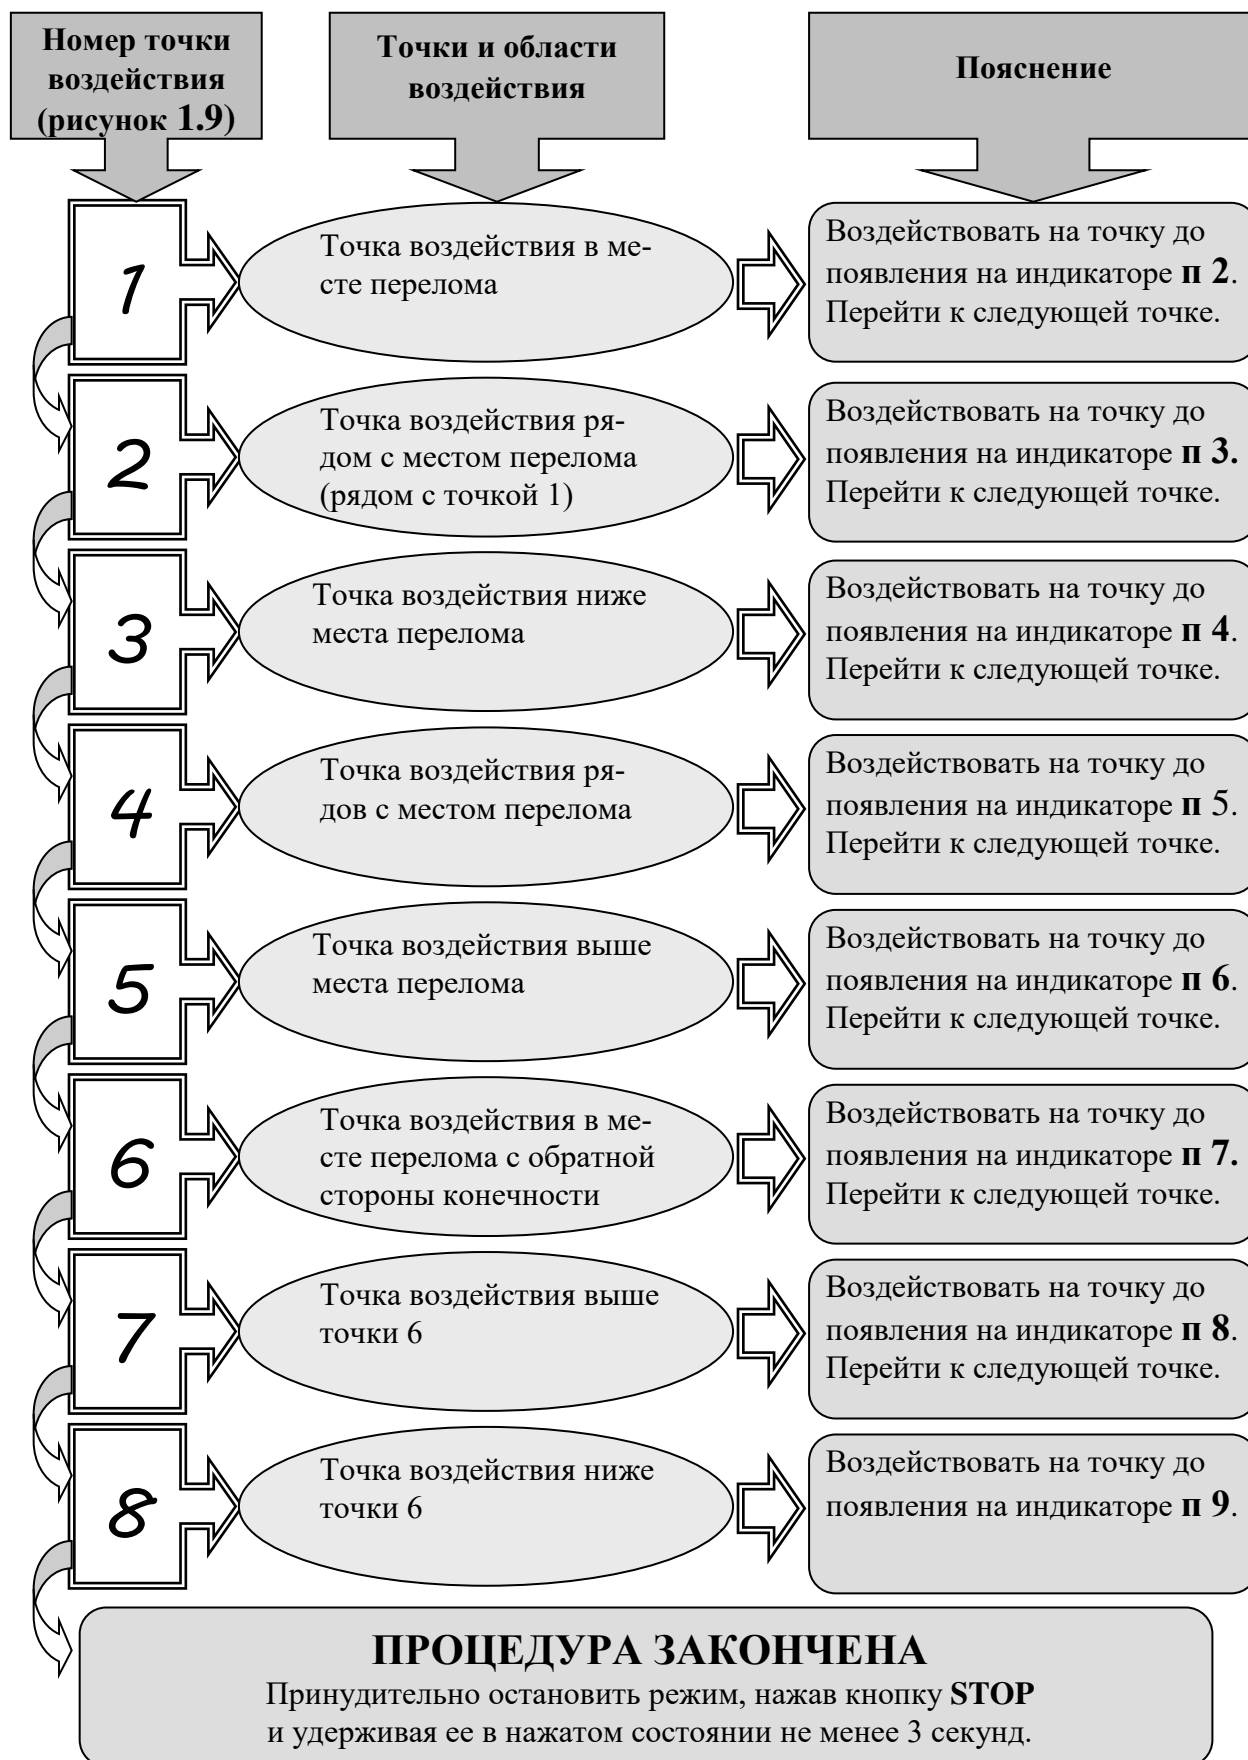 Номер точки
воздействия
(рисунок 1.9)
Точки и области
воздействия
Пояснение
1
Точка воздействия в ме-
сте перелома
Воздействовать на точку до
появления на индикаторе п 2.
Перейти к следующей точке.
2
Точка воздействия ря-
дом с местом перелома
(рядом с точкой 1)
Воздействовать на точку до
появления на индикаторе п 3.
Перейти к следующей точке.
3
Точка воздействия ниже
места перелома
Воздействовать на точку до
появления на индикаторе п 4.
Перейти к следующей точке.
4
Точка воздействия ря-
дов с местом перелома
Воздействовать на точку до
появления на индикаторе п 5.
Перейти к следующей точке.
5
Точка воздействия выше
места перелома
Воздействовать на точку до
появления на индикаторе п 6.
Перейти к следующей точке.
6
Точка воздействия в ме-
сте перелома с обратной
стороны конечности
Воздействовать на точку до
появления на индикаторе п 7.
Перейти к следующей точке.
7
Точка воздействия выше
точки 6
Воздействовать на точку до
появления на индикаторе п 8.
Перейти к следующей точке.
8
Точка воздействия ниже
точки 6
Воздействовать на точку до
появления на индикаторе п 9.
ПРОЦЕДУРА ЗАКОНЧЕНА
Принудительно остановить режим, нажав кнопку STOP
и удерживая ее в нажатом состоянии не менее 3 секунд.